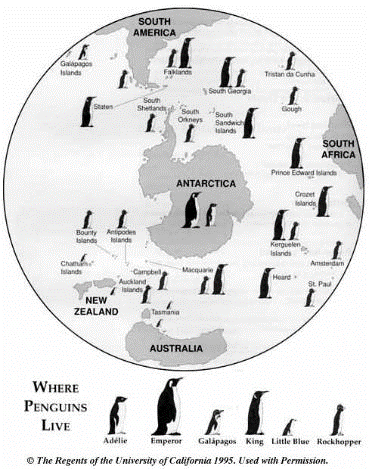 SOUTH
AMERICA
Galápagos
Islands
Falklands
South Georgia
Tristan da Cunha
Gough
Staten
South
Shetlands
South
Orkneys
South
Sandwich
Islands
SOUTH
AFRICA
Prince Edward Islands
ANTARCTICA
Crozet
Islands
Bounty
Islands
Antipodes
Islands
Kerguelen
Islands
Amsterdam
Chatham
Islands
Campbell
Macquarie
Heard
St. Paul
Auckland
Islands
NEW
ZEALAND
Tasmania
AUSTRALIA
WHERE
PENGUINS
LIVE
Adélie
Emperor
Galápagos
King
Little Blue
Rockhopper
© The Regents of the University of California 1995. Used with Permission.